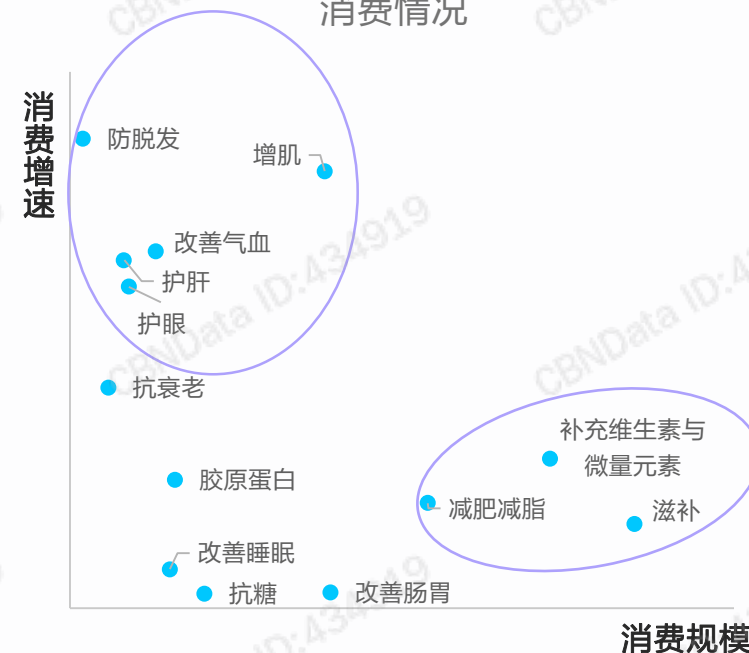 消费情况
消费增速
防脱发
增肌
改善气血
护肝
护眼
抗衰老
补充维生素与
微量元素
胶原蛋白
减肥减脂
滋补
改善睡眠
抗糖
改善肠胃
消费规模
CBNData ID:434919
CBNData ID:4